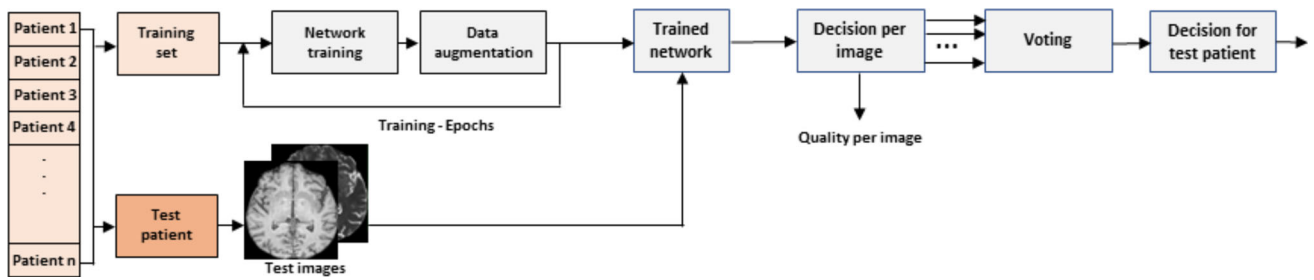 Patient 1
Patient 2
Patient 3
Patient 4
.
.
.
Patient n
Training
set
Network
training
Data
augmentation
Training - Epochs
Test
patient
Test images
Trained
network
Decision per
image
...
Quality per image
Voting
Decision for
test patient